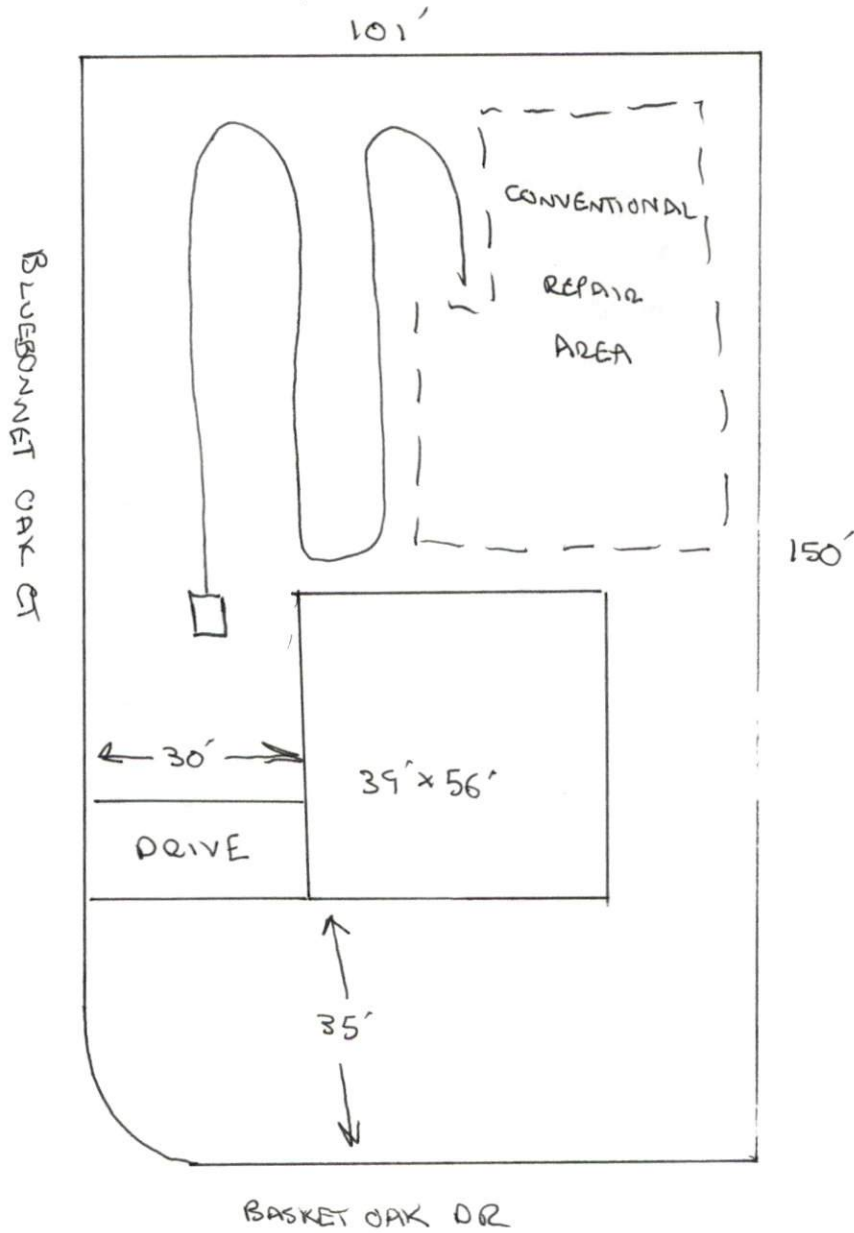 101'
CONVENTIONAL
REPAIR
AREA
BLUEBONNET OAK CT
150'
30'
39' x 56'
DRIVE
35'
BASKET OAK DR